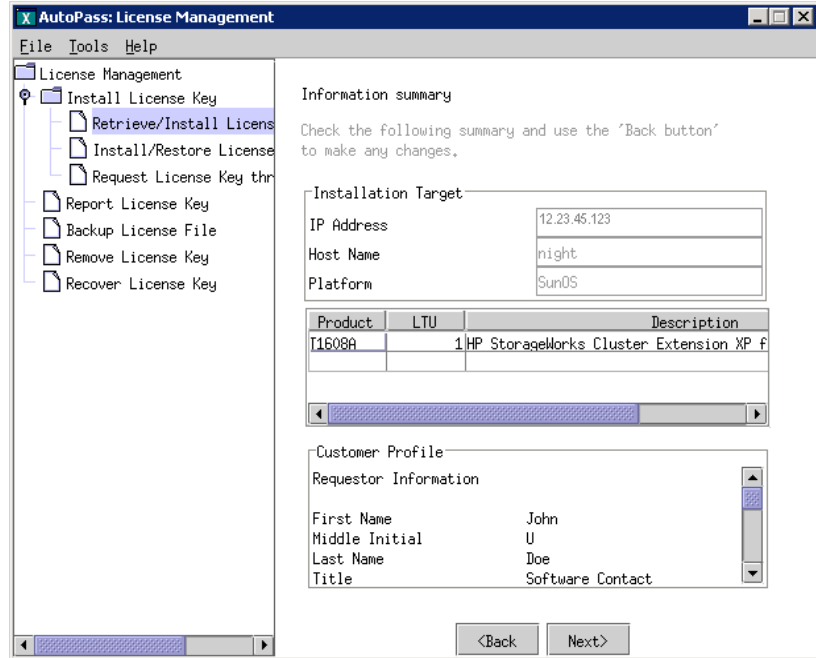 X AutoPass: License Management
File Tools Help
License Management
Install License Key
Retrieve/Install Licens
Install/Restore License
Request License Key thr
Report License Key
Backup License File
Remove License Key
Recover License Key
Information summary
Check the following summary and use the 'Back button'
to make any changes.
Installation Target
IP Address 12.23.45.123
Host Name night
Platform SunOS
Product LTU Description
T1608A 1 HP StorageWorks Cluster Extension XP f
Customer Profile
Requestor Information
First Name John
Middle Initial U
Last Name Doe
Title Software Contact
<Back Next>